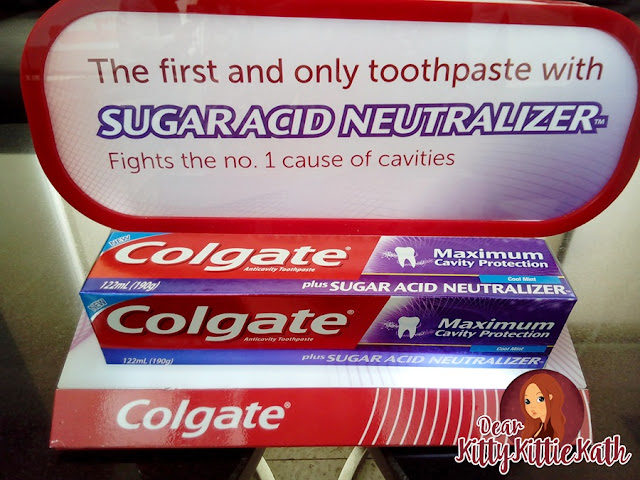 The first and only toothpaste with
SUGAR ACID NEUTRALIZER™
Fights the no. 1 cause of cavities
NEW
Colgate®
Anticavity Toothpaste
122mL (190g)
Maximum
Cavity Protection
Cool Mint
plus SUGAR ACID NEUTRALIZER™
NEW
Colgate®
Anticavity Toothpaste
122mL (190g)
Maximum
Cavity Protection
Cool Mint
plus SUGAR ACID NEUTRALIZER™
Colgate®
Dear
KittyKittieKath